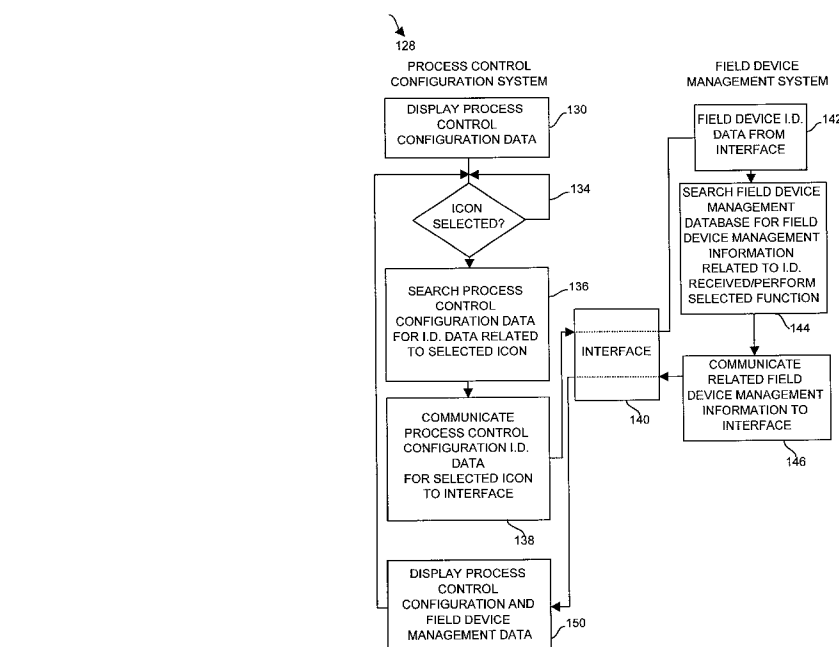 128
PROCESS CONTROL
CONFIGURATION SYSTEM
DISPLAY PROCESS
CONTROL
CONFIGURATION DATA
130
ICON
SELECTED?
134
SEARCH PROCESS
CONTROL
CONFIGURATION DATA
FOR I.D. DATA RELATED
TO SELECTED ICON
136
COMMUNICATE
PROCESS CONTROL
CONFIGURATION I.D.
DATA
FOR SELECTED ICON
TO INTERFACE
138
DISPLAY PROCESS
CONTROL
CONFIGURATION AND
FIELD DEVICE
MANAGEMENT DATA
150
INTERFACE
140
FIELD DEVICE
MANAGEMENT SYSTEM
FIELD DEVICE I.D.
DATA FROM
INTERFACE
142
SEARCH FIELD DEVICE
MANAGEMENT
DATABASE FOR FIELD
DEVICE MANAGEMENT
INFORMATION
RELATED TO I.D.
RECEIVED/PERFORM
SELECTED FUNCTION
144
COMMUNICATE
RELATED FIELD
DEVICE MANAGEMENT
INFORMATION TO
INTERFACE
146